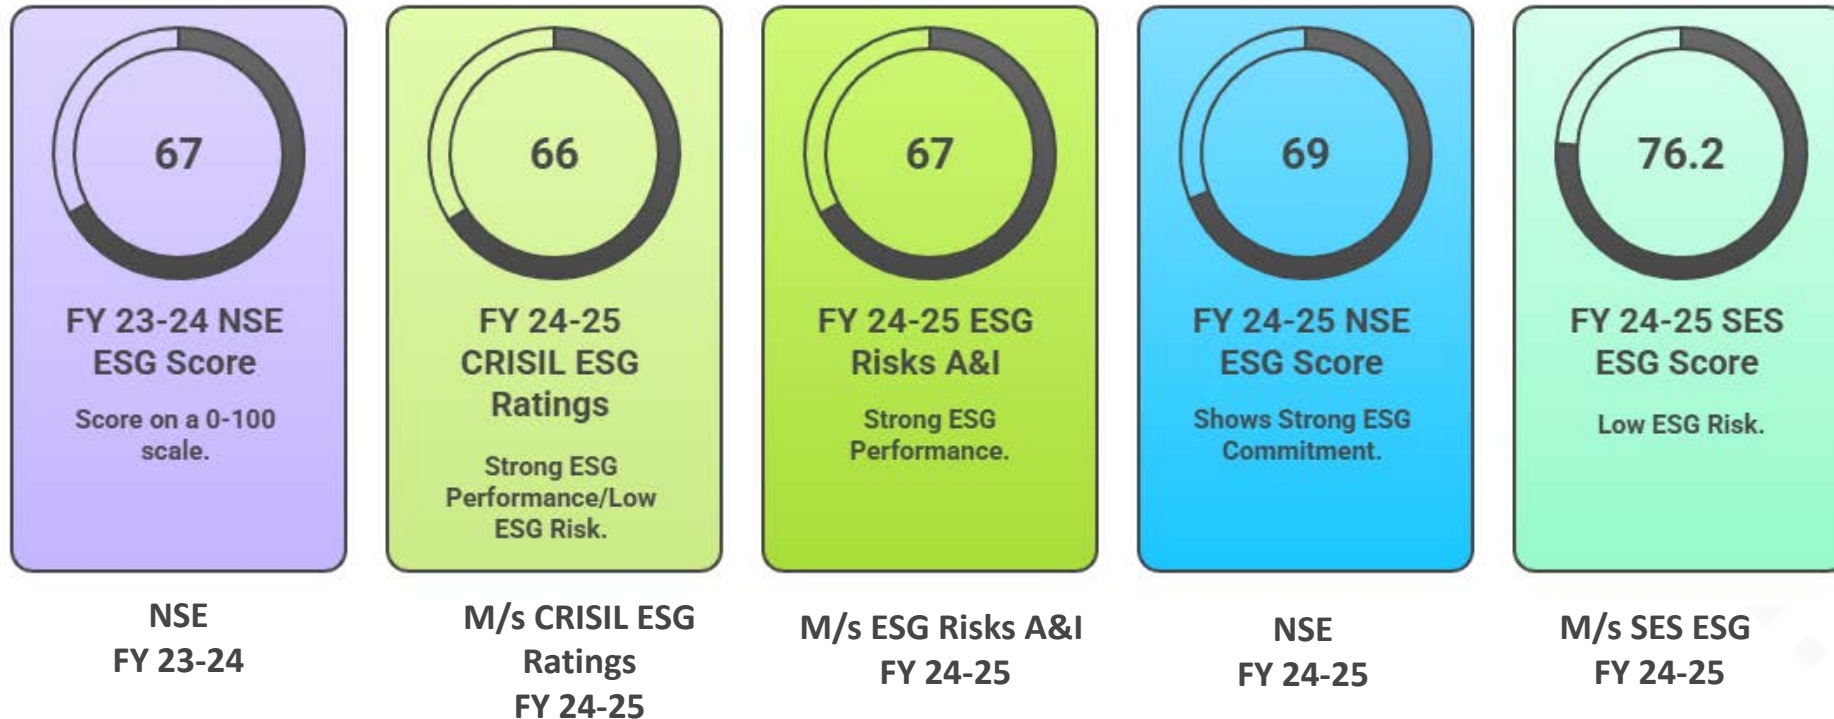 67
FY 23-24 NSE
ESG Score
Score on a 0-100
scale.
NSE
FY 23-24
66
FY 24-25
CRISIL ESG
Ratings
Strong ESG
Performance/Low
ESG Risk.
M/s CRISIL ESG
Ratings
FY 24-25
67
FY 24-25 ESG
Risks A&I
Strong ESG
Performance.
M/s ESG Risks A&I
FY 24-25
69
FY 24-25 NSE
ESG Score
Shows Strong ESG
Commitment.
NSE
FY 24-25
76.2
FY 24-25 SES
ESG Score
Low ESG Risk.
M/s SES ESG
FY 24-25